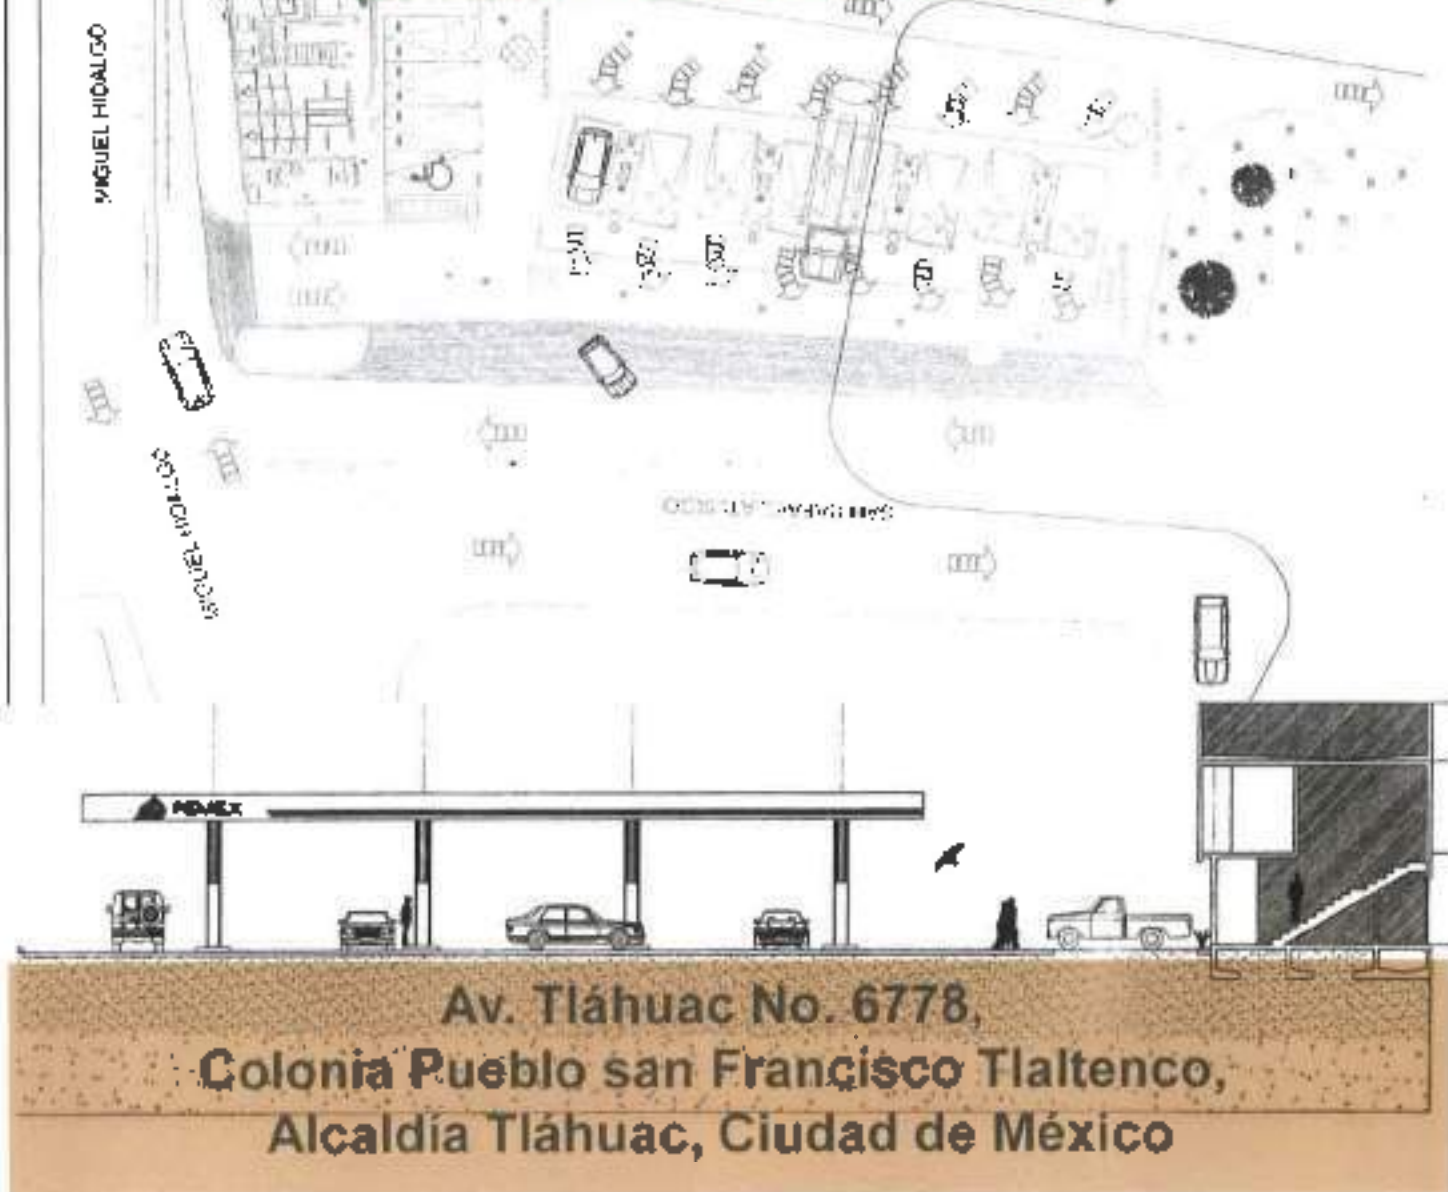 MIGUEL HIDALGO
MIGUEL HIDALGO
PEMEX
Av. Tláhuac No. 6778,
Colonia Pueblo san Francisco Tlaltenco,
Alcaldía Tláhuac, Ciudad de México